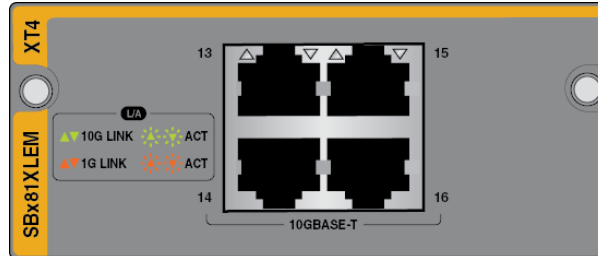 XT4
SBx81XLEM
L/A
10G LINK ACT
1G LINK ACT
13
15
14
16
10GBASE-T